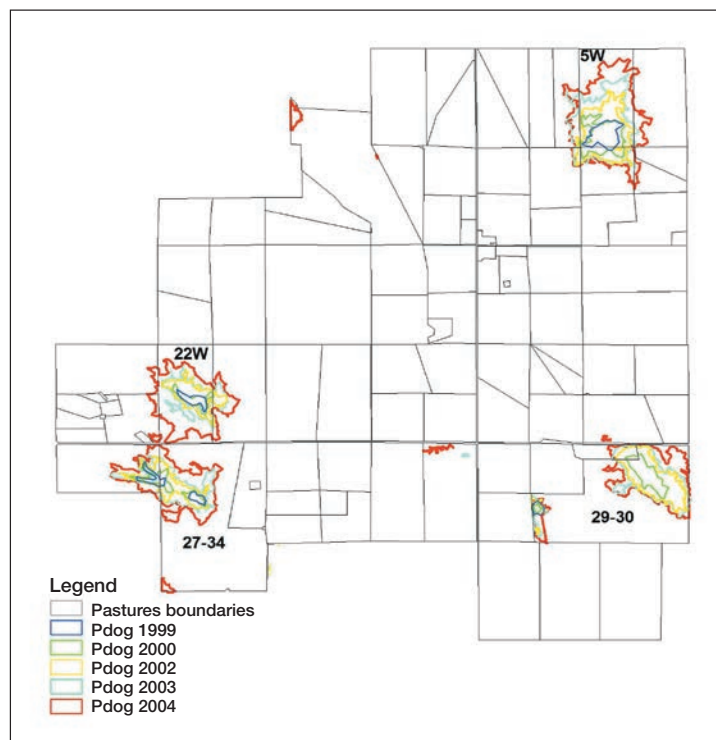 5W
22W
27-34
29-30
Legend
Pastures boundaries
Pdog 1999
Pdog 2000
Pdog 2002
Pdog 2003
Pdog 2004